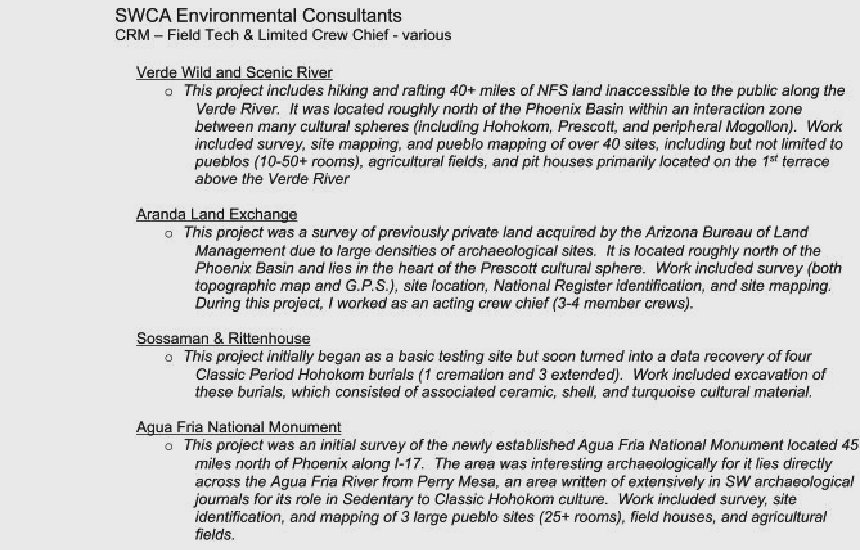 SWCA Environmental Consultants
CRM – Field Tech & Limited Crew Chief - various
Verde Wild and Scenic River
o This project includes hiking and rafting 40+ miles of NFS land inaccessible to the public along the
Verde River. It was located roughly north of the Phoenix Basin within an interaction zone
between many cultural spheres (including Hohokom, Prescott, and peripheral Mogollon). Work
included survey, site mapping, and pueblo mapping of over 40 sites, including but not limited to
pueblos (10-50+ rooms), agricultural fields, and pit houses primarily located on the 1st terrace
above the Verde River
Aranda Land Exchange
o This project was a survey of previously private land acquired by the Arizona Bureau of Land
Management due to large densities of archaeological sites. It is located roughly north of the
Phoenix Basin and lies in the heart of the Prescott cultural sphere. Work included survey (both
topographic map and G.P.S.), site location, National Register identification, and site mapping.
During this project, I worked as an acting crew chief (3-4 member crews).
Sossaman & Rittenhouse
o This project initially began as a basic testing site but soon turned into a data recovery of four
Classic Period Hohokom burials (1 cremation and 3 extended). Work included excavation of
these burials, which consisted of associated ceramic, shell, and turquoise cultural material.
Agua Fria National Monument
o This project was an initial survey of the newly established Agua Fria National Monument located 45
miles north of Phoenix along I-17. The area was interesting archaeologically for it lies directly
across the Agua Fria River from Perry Mesa, an area written of extensively in SW archaeological
journals for its role in Sedentary to Classic Hohokom culture. Work included survey, site
identification, and mapping of 3 large pueblo sites (25+ rooms), field houses, and agricultural
fields.